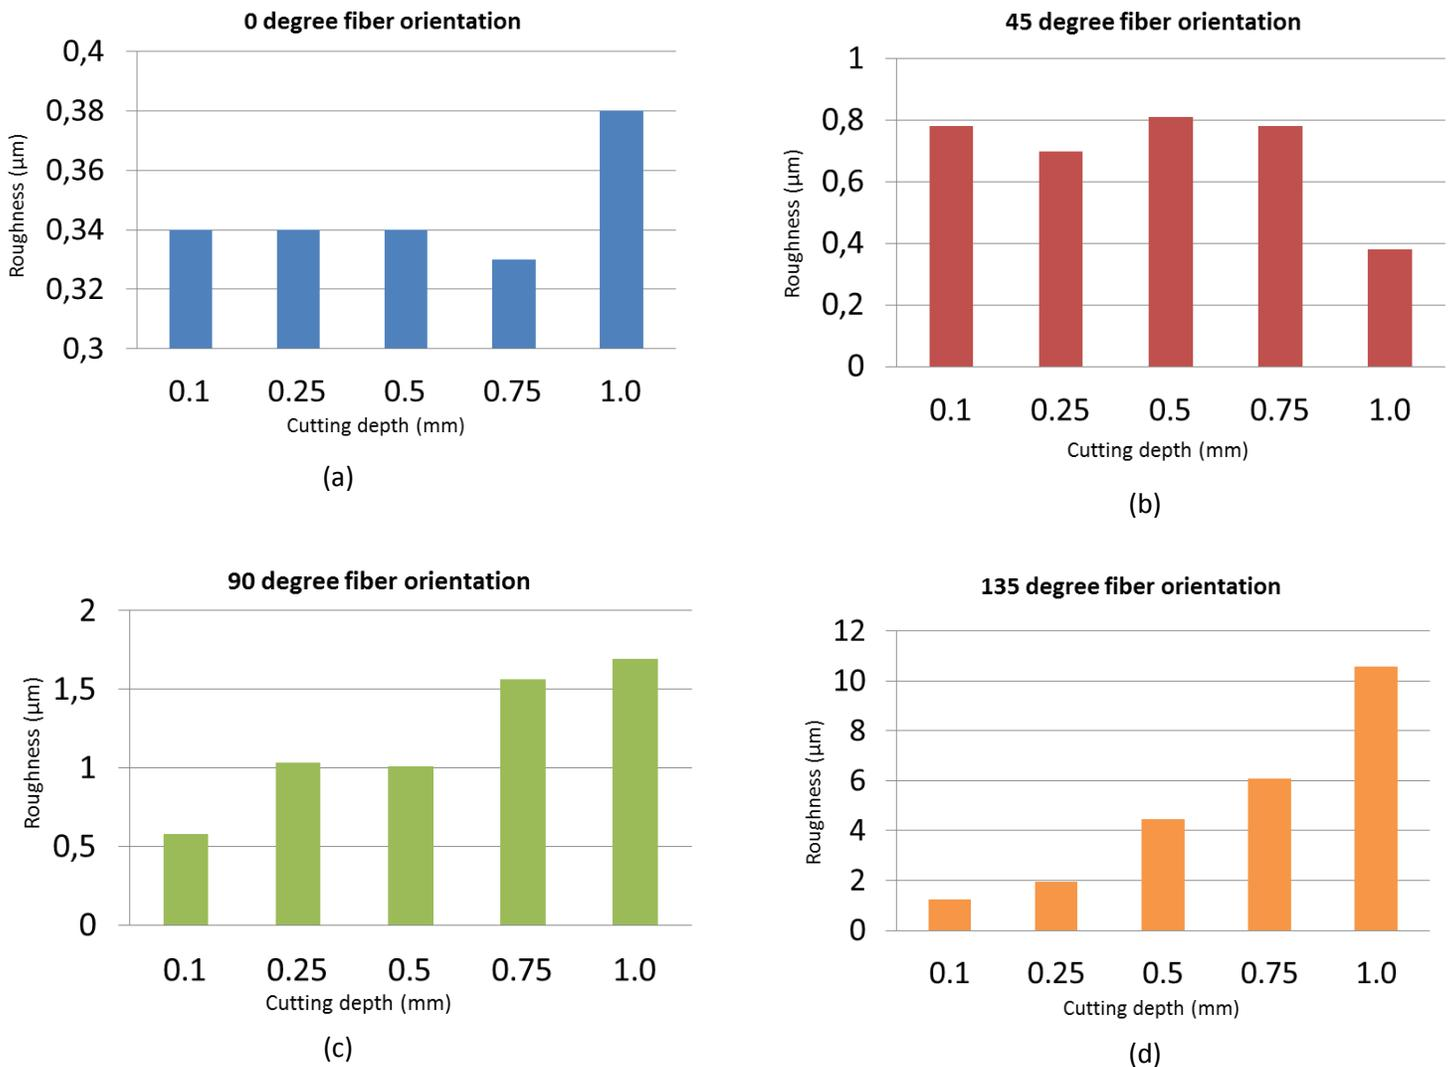 0 degree fiber orientation
0,4
0,38
0,36
0,34
0,32
0,3
Roughness (µm)
0.1 0.25 0.5 0.75 1.0
Cutting depth (mm)
(a)
45 degree fiber orientation
1
0,8
0,6
0,4
0,2
0
Roughness (µm)
0.1 0.25 0.5 0.75 1.0
Cutting depth (mm)
(b)
90 degree fiber orientation
2
1,5
1
0,5
0
Roughness (µm)
0.1 0.25 0.5 0.75 1.0
Cutting depth (mm)
(c)
135 degree fiber orientation
12
10
8
6
4
2
0
Roughness (µm)
0.1 0.25 0.5 0.75 1.0
Cutting depth (mm)
(d)